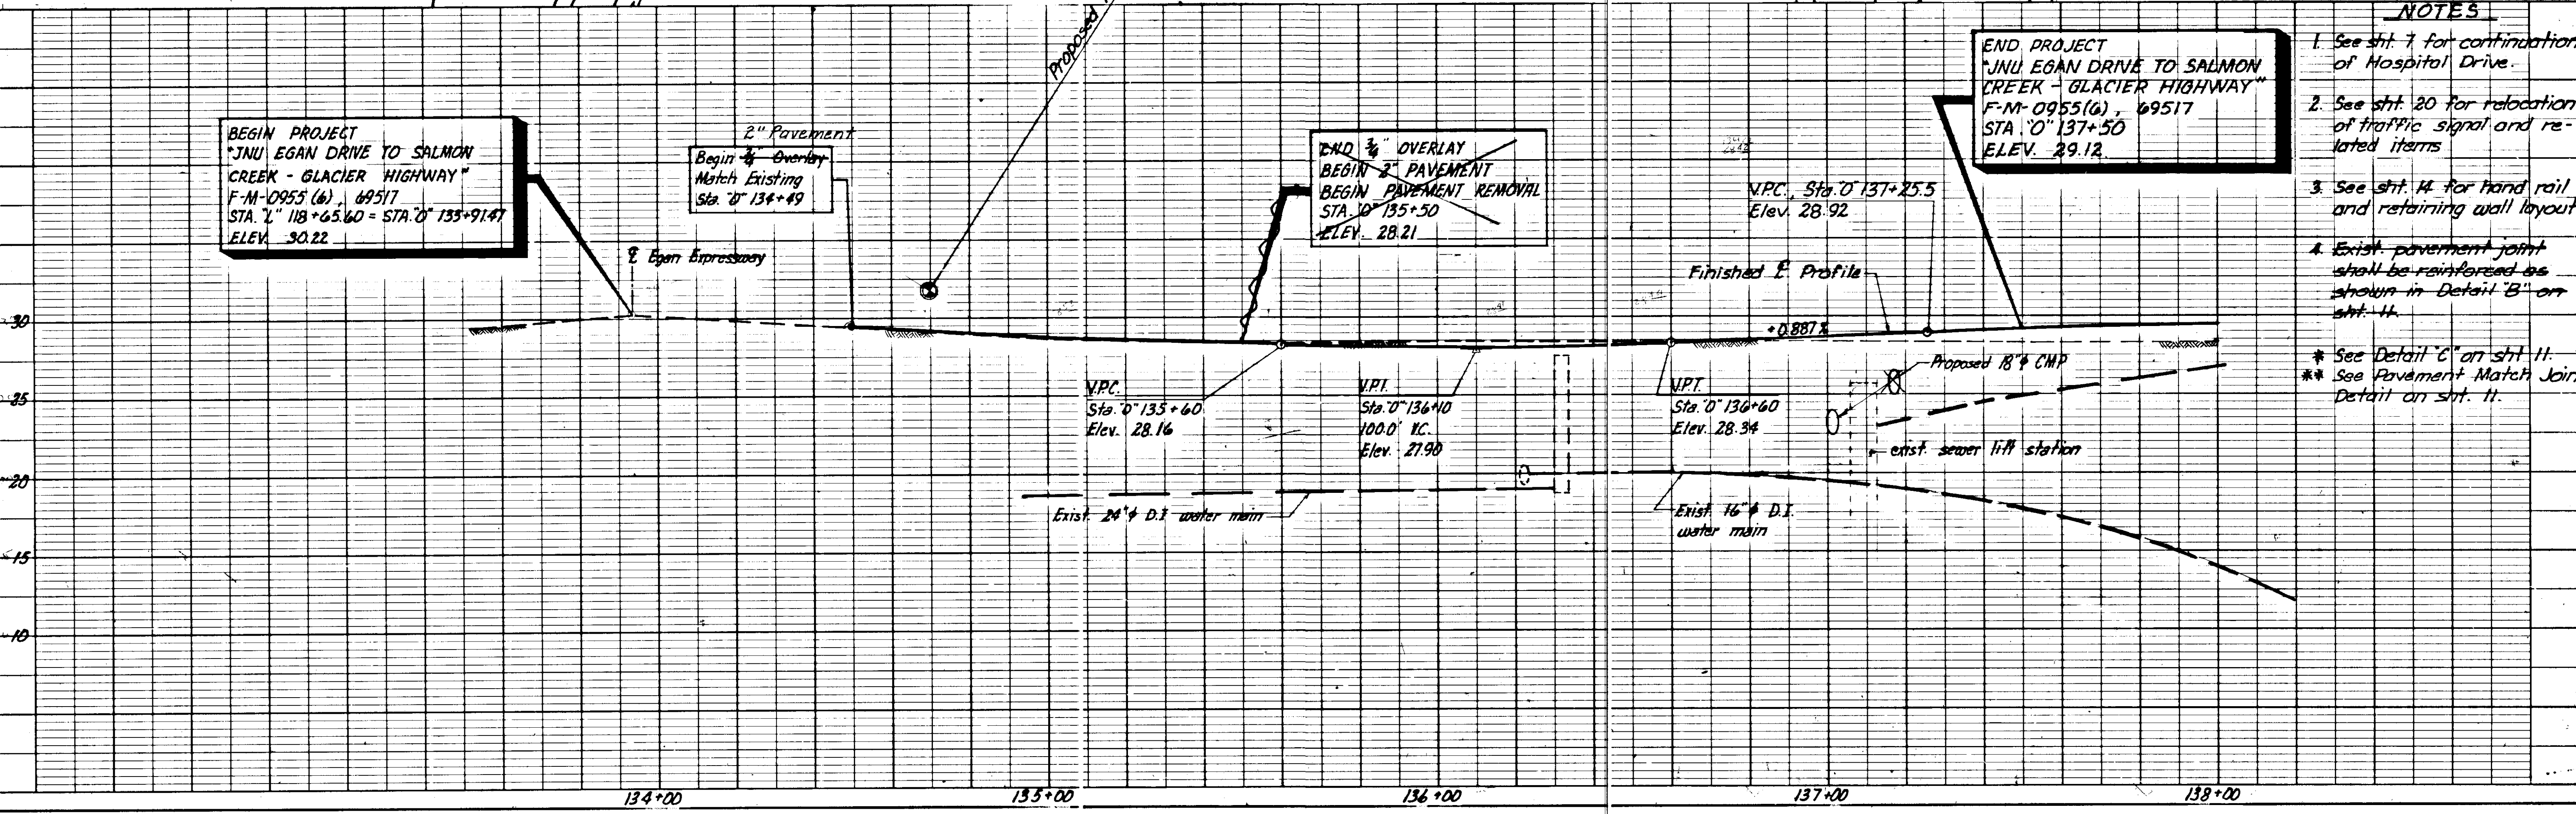 Proposed
NOTES
1. See sht. 7 for continuation
of Hospital Drive.
2. See sht. 20 for relocation
of traffic signal and re-
lated items
3. See sht. 14 for hand rail
and retaining wall layout
4. Exist. pavement joint
shall be reinforced as
shown in Detail "B" on
sht. 11.
* See Detail "C" on sht 11.
** See Pavement Match Join
Detail on sht. 11.
BEGIN PROJECT
"JNU EGAN DRIVE TO SALMON
CREEK - GLACIER HIGHWAY"
F-M-0955 (6), 69517
STA. "L" 118+65.60 = STA. "O" 133+91.47
ELEV. 30.22
₵ Egan Expressway
2" Pavement
Begin 3/4" Overlay
Match Existing
Sta. "O" 134+49
END 3/4" OVERLAY
BEGIN 2" PAVEMENT
BEGIN PAVEMENT REMOVAL
STA. "O" 135+50
ELEV. 28.21
END PROJECT
"JNU EGAN DRIVE TO SALMON
CREEK - GLACIER HIGHWAY"
F-M-0955(6), 69517
STA. "O" 137+50
ELEV. 29.12
V.P.C. Sta. "O" 137+25.5
Elev. 28.92
Finished ₵ Profile
+0.887%
V.P.C.
Sta. "O" 135+60
Elev. 28.16
V.P.I.
Sta. "O" 136+10
100.0' V.C.
Elev. 27.90
V.P.T.
Sta. "O" 136+60
Elev. 28.34
Proposed 18"ϕ CMP
exist. sewer lift station
Exist. 24"ϕ D.I. water main
Exist. 16"ϕ D.I.
water main
30
25
20
15
10
134+00
135+00
136+00
137+00
138+00